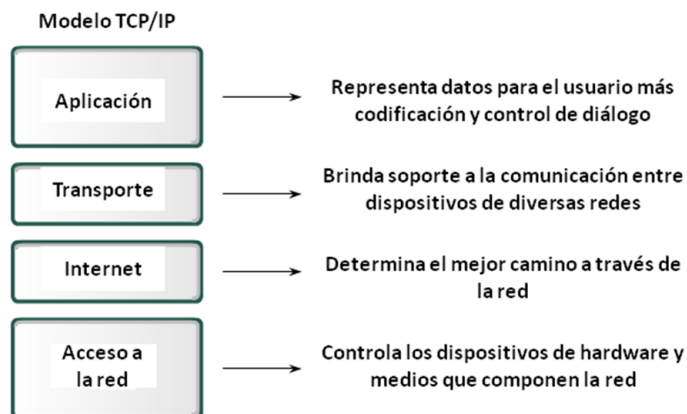 Modelo TCP/IP
Aplicación
Representa datos para el usuario más
codificación y control de diálogo
Transporte
Brinda soporte a la comunicación entre
dispositivos de diversas redes
Internet
Determina el mejor camino a través de
la red
Acceso a
la red
Controla los dispositivos de hardware y
medios que componen la red